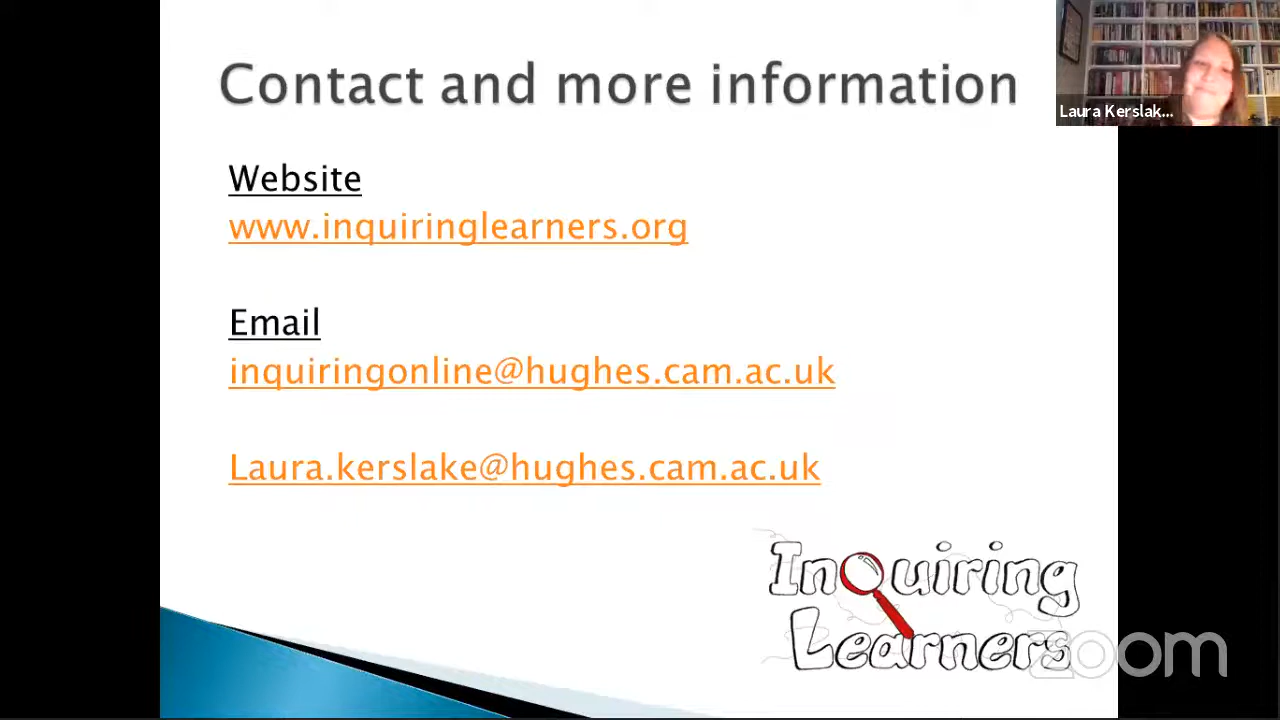 Contact and more information
Laura Kerslak...
Website
www.inquiringlearners.org
Email
inquiringonline@hughes.cam.ac.uk
Laura.kerslake@hughes.cam.ac.uk
Inquiring
Learners
zoom